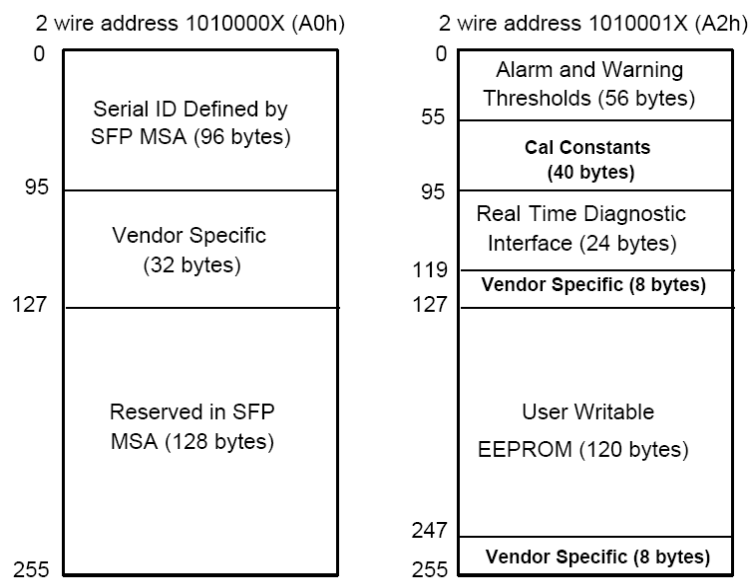 2 wire address 1010000X (A0h)
0
Serial ID Defined by
SFP MSA (96 bytes)
95
Vendor Specific
(32 bytes)
127
Reserved in SFP
MSA (128 bytes)
255
2 wire address 1010001X (A2h)
0
Alarm and Warning
Thresholds (56 bytes)
55
Cal Constants
(40 bytes)
95
Real Time Diagnostic
Interface (24 bytes)
119
Vendor Specific (8 bytes)
127
User Writable
EEPROM (120 bytes)
247
Vendor Specific (8 bytes)
255